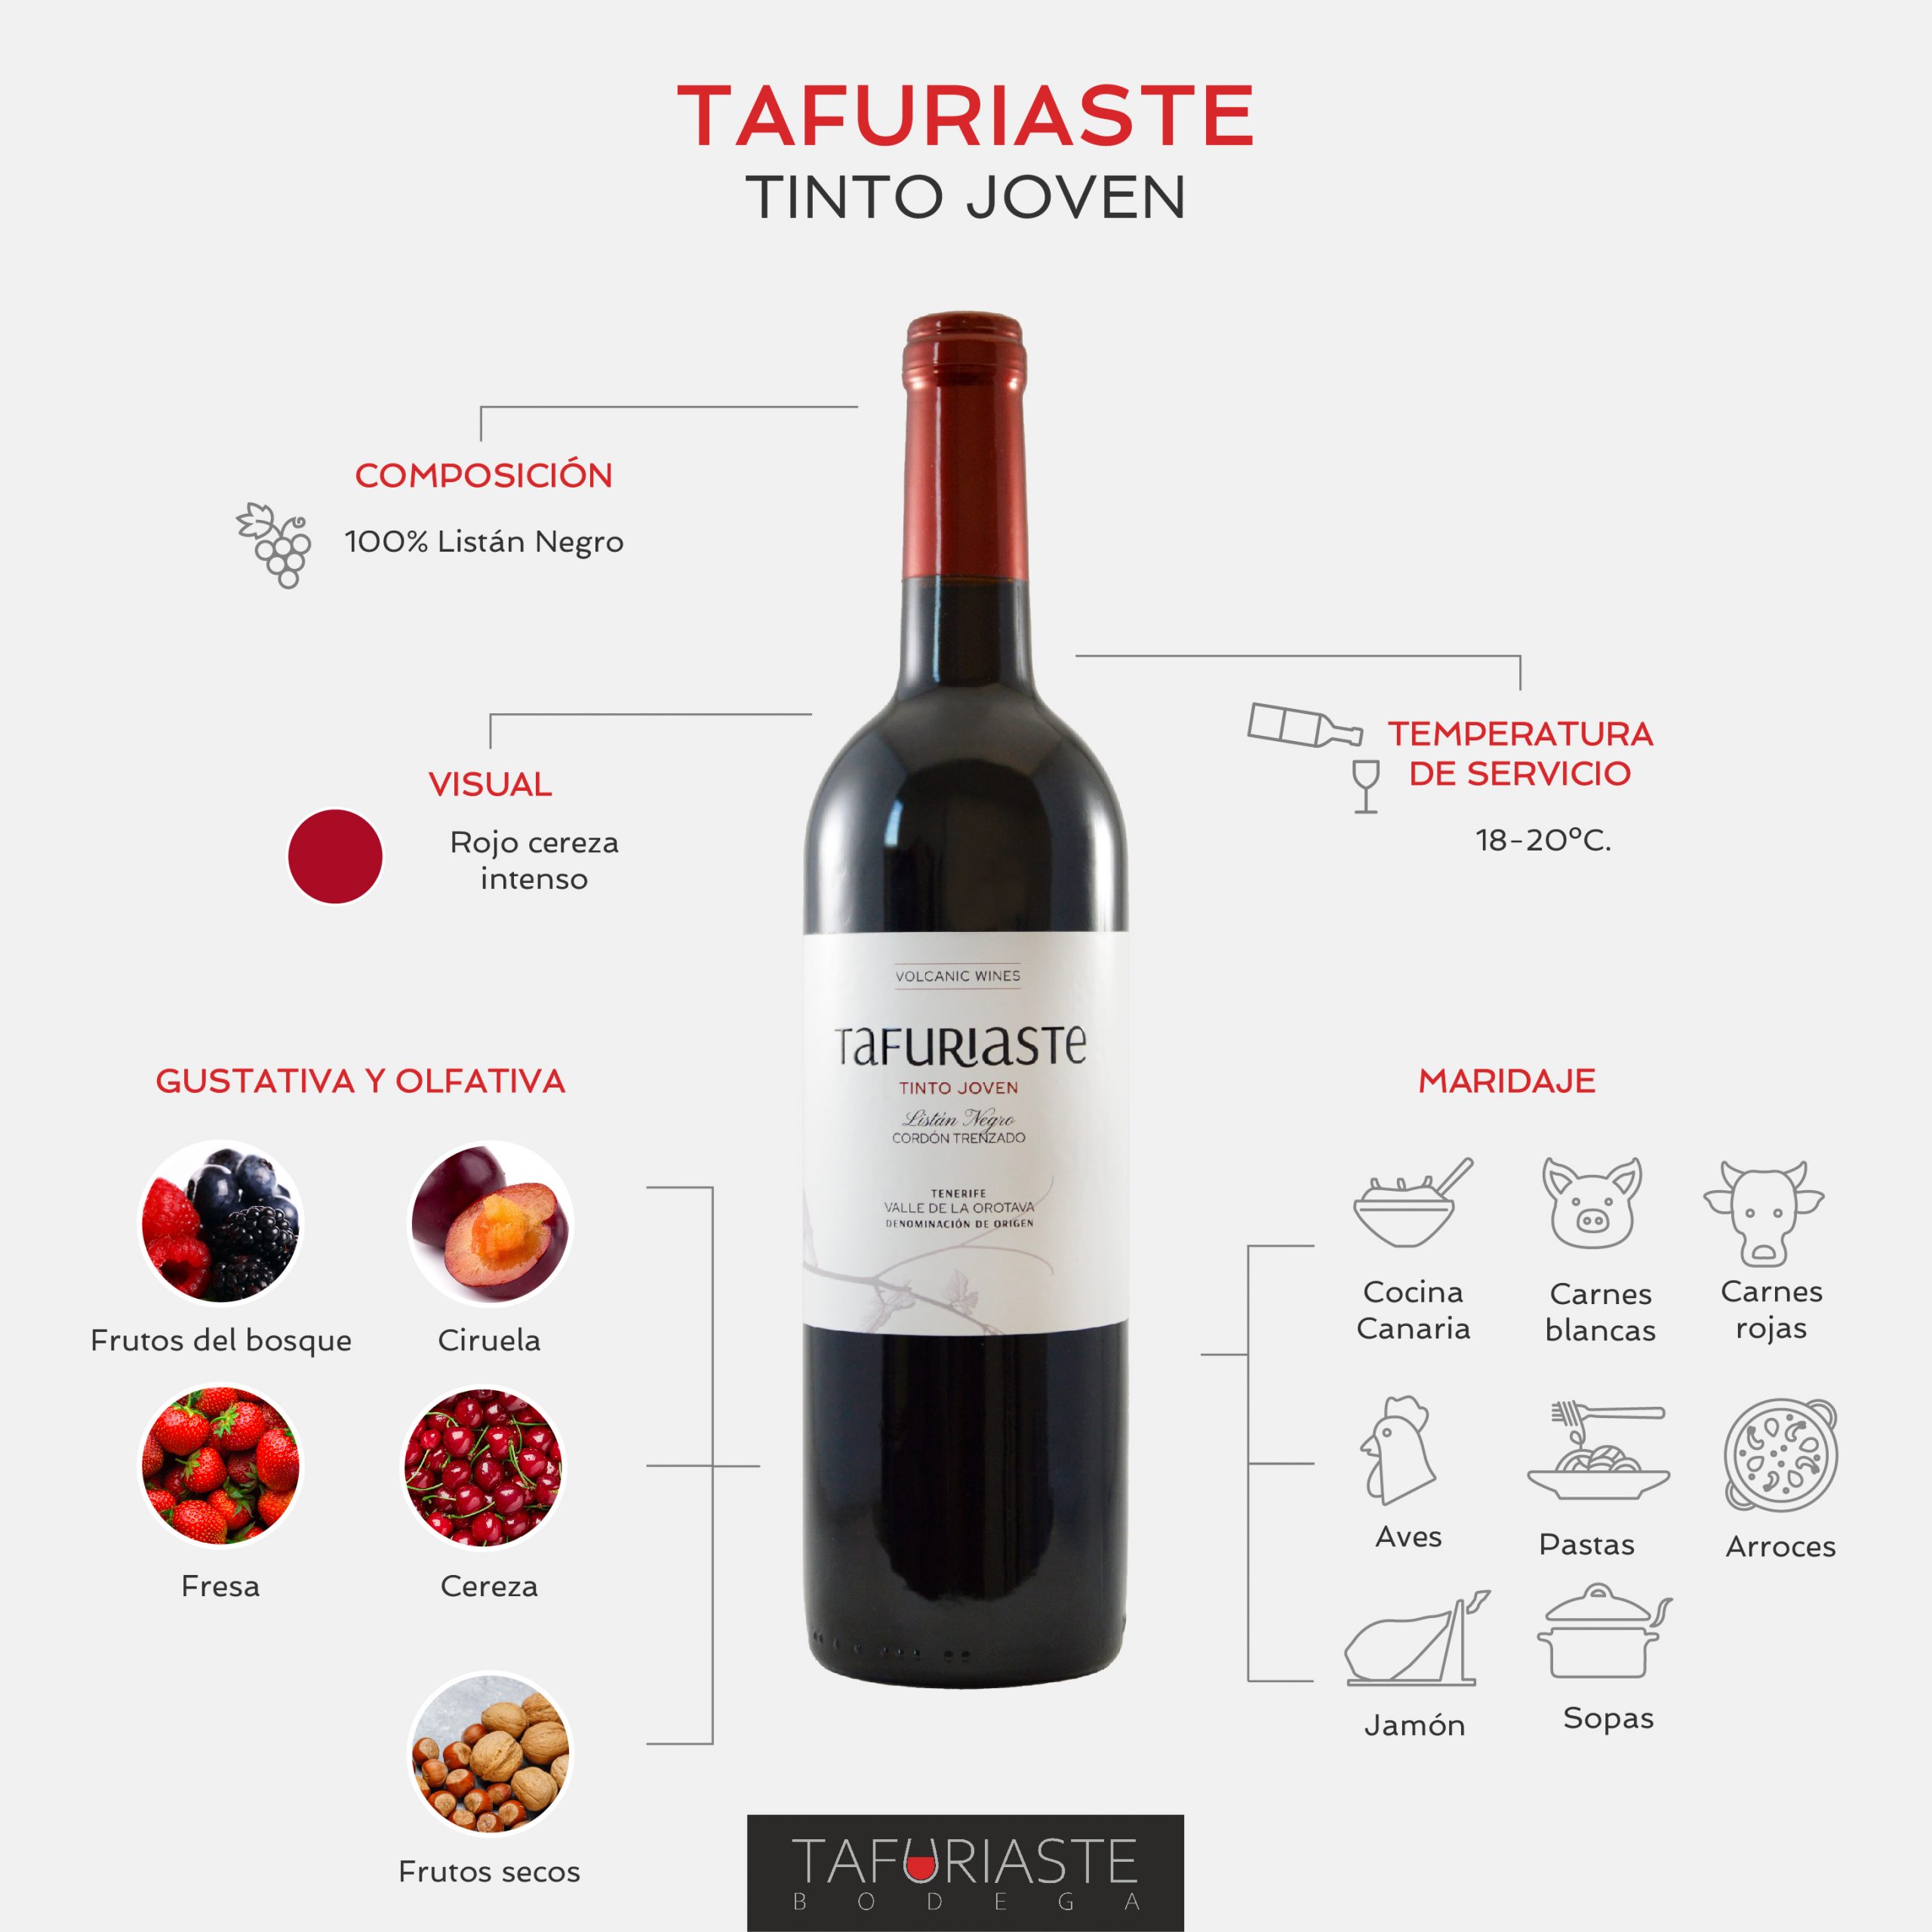 TAFURIASTE
TINTO JOVEN
COMPOSICIÓN
100% Listán Negro
VISUAL
Rojo cereza
intenso
TEMPERATURA
DE SERVICIO
18-20ºC.
VOLCANIC WINES
TaFURIaSTe
TINTO JOVEN
Listán Negro
CORDÓN TRENZADO
TENERIFE
VALLE DE LA OROTAVA
DENOMINACIÓN DE ORIGEN
GUSTATIVA Y OLFATIVA
Frutos del bosque
Ciruela
Fresa
Cereza
Frutos secos
MARIDAJE
Cocina
Canaria
Carnes
blancas
Carnes
rojas
Aves
Pastas
Arroces
Jamón
Sopas
TAFURIASTE
BODEGA